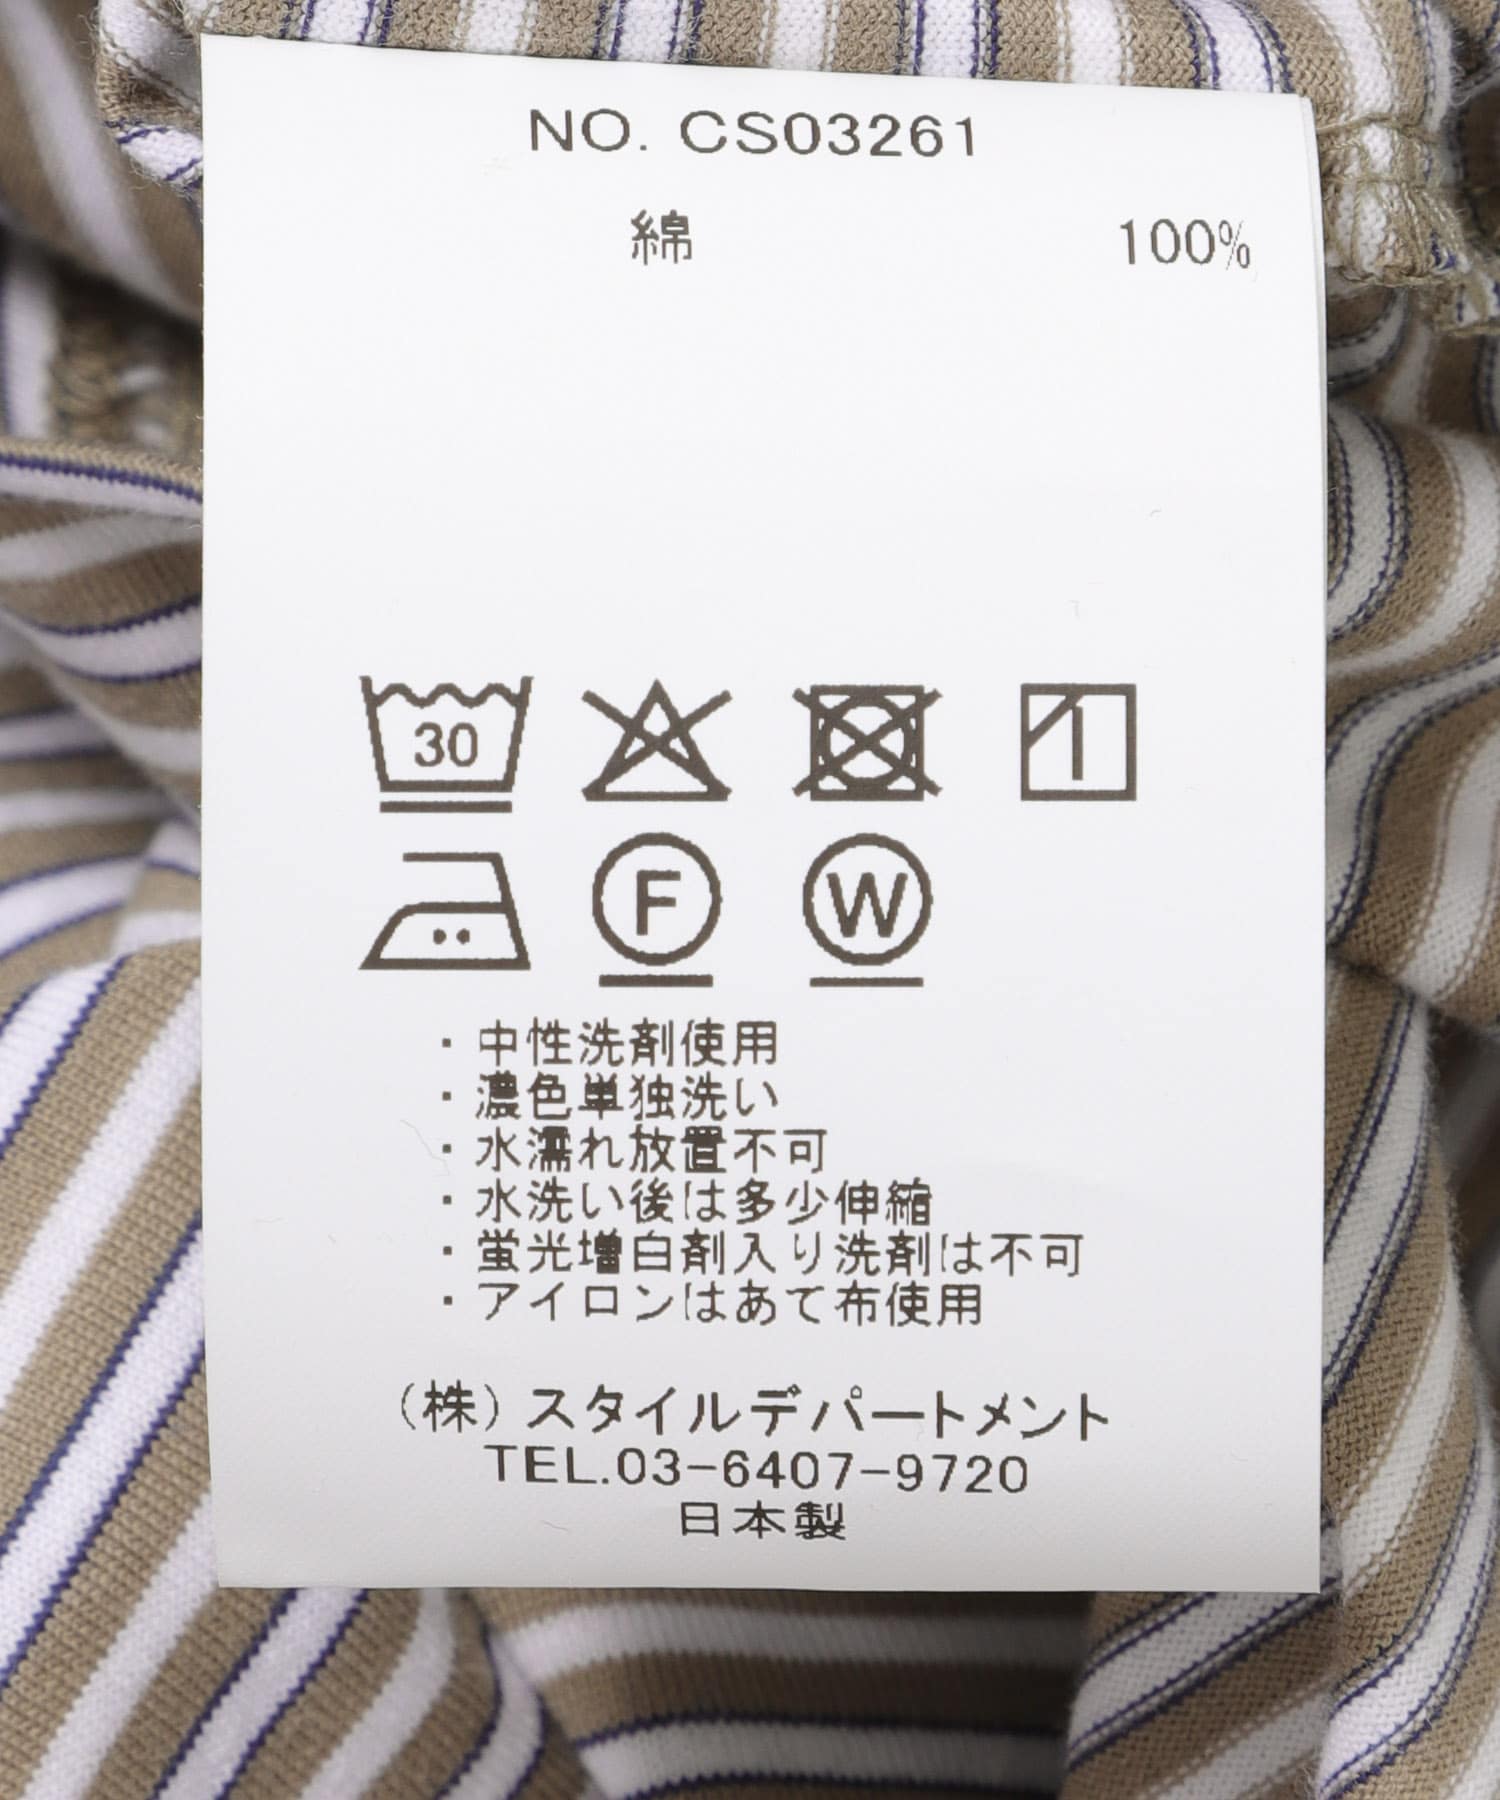 NO. CS03261
綿 100%
30
F W
・中性洗剤使用
・濃色単独洗い
・水濡れ放置不可
・水洗い後は多少伸縮
・蛍光増白剤入り洗剤は不可
・アイロンはあて布使用
（株）スタイルデパートメント
TEL.03-6407-9720
日本製